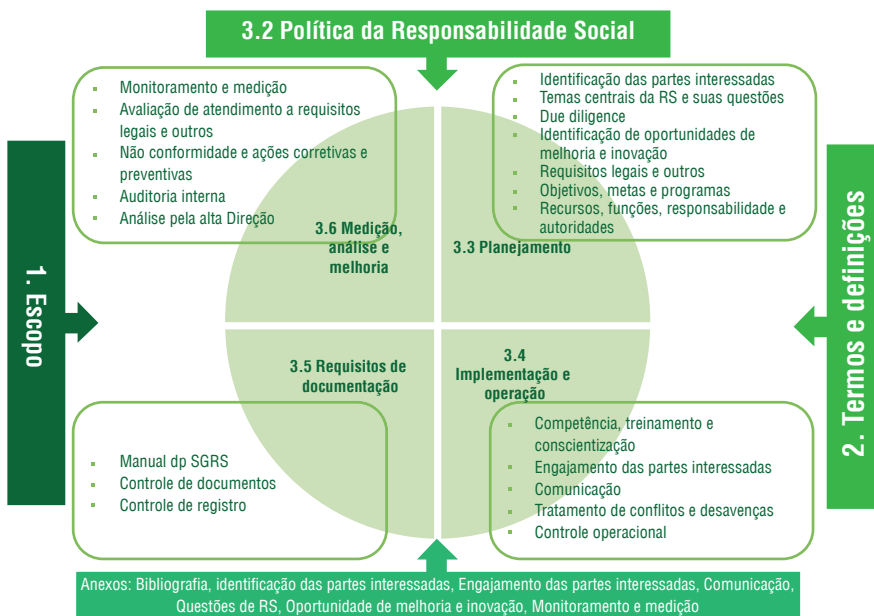 3.2 Política da Responsabilidade Social
Monitoramento e medição
Avaliação de atendimento a requisitos
legais e outros
Não conformidade e ações corretivas e
preventivas
Auditoria interna
Análise pela alta Direção
Identificação das partes interessadas
Temas centrais da RS e suas questões
Due diligence
Identificação de oportunidades de
melhoria e inovação
Requisitos legais e outros
Objetivos, metas e programas
Recursos, funções, responsabilidade e
autoridades
3.6 Medição,
análise e
melhoria
3.3 Planejamento
1. Escopo
2. Termos e definições
3.5 Requisitos de
documentação
3.4
Implementação e
operação
Manual dp SGRS
Controle de documentos
Controle de registro
Competência, treinamento e
conscientização
Engajamento das partes interessadas
Comunicação
Tratamento de conflitos e desavenças
Controle operacional
Anexos: Bibliografia, identificação das partes interessadas, Engajamento das partes interessadas, Comunicação,
Questões de RS, Oportunidade de melhoria e inovação, Monitoramento e medição